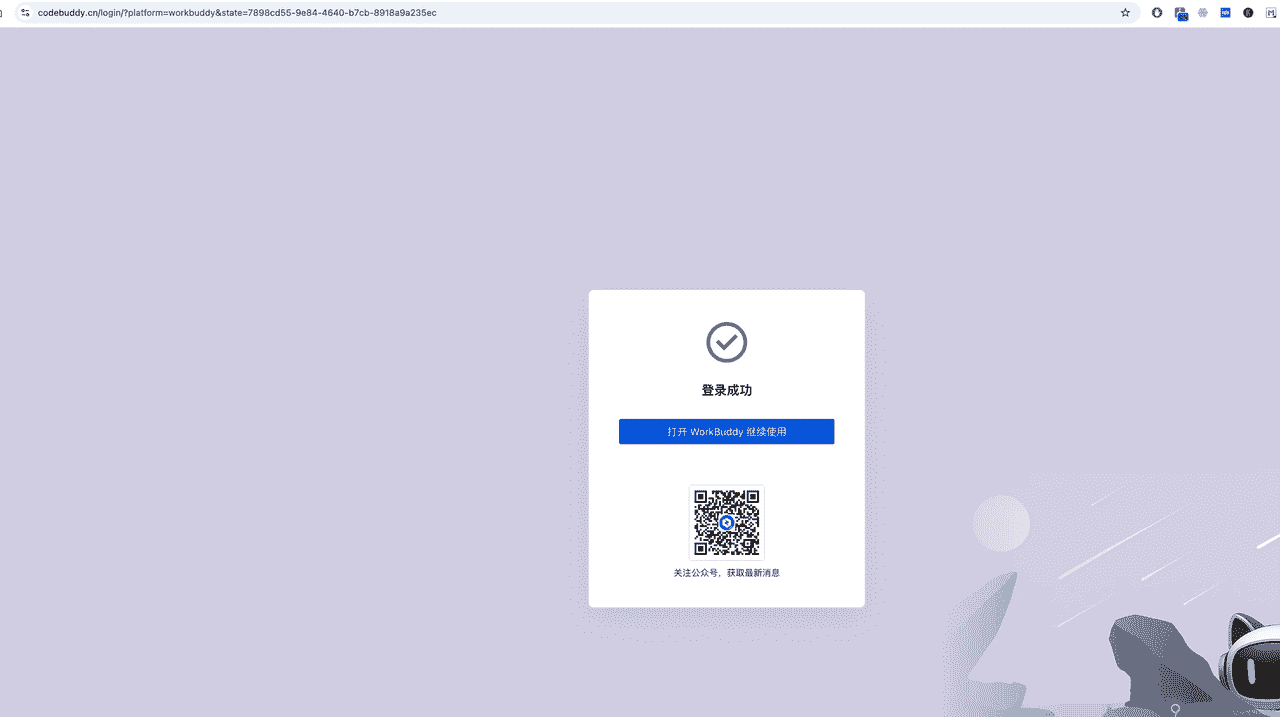 codebuddy.cn/login/?platform=workbuddy&state=7898cd55-9e84-4640-b7cb-8918a9a235ec
登录成功
打开 WorkBuddy 继续使用
关注公众号，获取最新消息